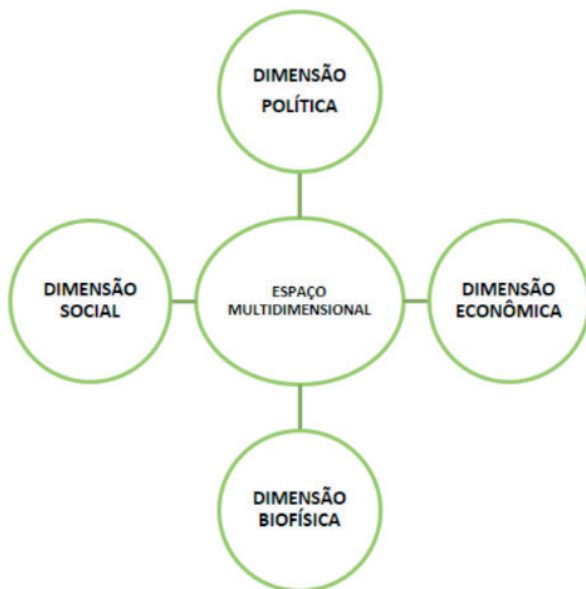 DIMENSÃO
POLÍTICA
DIMENSÃO
SOCIAL
ESPAÇO
MULTIDIMENSIONAL
DIMENSÃO
ECONÔMICA
DIMENSÃO
BIOFÍSICA